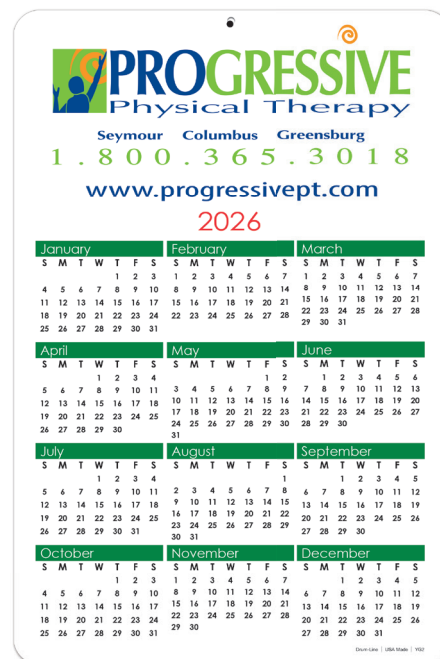 PROGRESSIVE
Physical Therapy
Seymour Columbus Greensburg
1.800.365.3018
www.progressivept.com
2026
January
S M T W T F S
1 2 3
4 5 6 7 8 9 10
11 12 13 14 15 16 17
18 19 20 21 22 23 24
25 26 27 28 29 30 31
February
S M T W T F S
1 2 3 4 5 6 7
8 9 10 11 12 13 14
15 16 17 18 19 20 21
22 23 24 25 26 27 28
March
S M T W T F S
1 2 3 4 5 6 7
8 9 10 11 12 13 14
15 16 17 18 19 20 21
22 23 24 25 26 27 28
29 30 31
April
S M T W T F S
1 2 3 4
5 6 7 8 9 10 11
12 13 14 15 16 17 18
19 20 21 22 23 24 25
26 27 28 29 30
May
S M T W T F S
1 2
3 4 5 6 7 8 9
10 11 12 13 14 15 16
17 18 19 20 21 22 23
24 25 26 27 28 29 30
31
June
S M T W T F S
1 2 3 4 5 6
7 8 9 10 11 12 13
14 15 16 17 18 19 20
21 22 23 24 25 26 27
28 29 30
July
S M T W T F S
1 2 3 4
5 6 7 8 9 10 11
12 13 14 15 16 17 18
19 20 21 22 23 24 25
26 27 28 29 30 31
August
S M T W T F S
1
2 3 4 5 6 7 8
9 10 11 12 13 14 15
16 17 18 19 20 21 22
23 24 25 26 27 28 29
30 31
September
S M T W T F S
1 2 3 4 5
6 7 8 9 10 11 12
13 14 15 16 17 18 19
20 21 22 23 24 25 26
27 28 29 30
October
S M T W T F S
1 2 3
4 5 6 7 8 9 10
11 12 13 14 15 16 17
18 19 20 21 22 23 24
25 26 27 28 29 30 31
November
S M T W T F S
1 2 3 4 5 6 7
8 9 10 11 12 13 14
15 16 17 18 19 20 21
22 23 24 25 26 27 28
29 30
December
S M T W T F S
1 2 3 4 5
6 7 8 9 10 11 12
13 14 15 16 17 18 19
20 21 22 23 24 25 26
27 28 29 30 31
Drum-Line | USA Made |